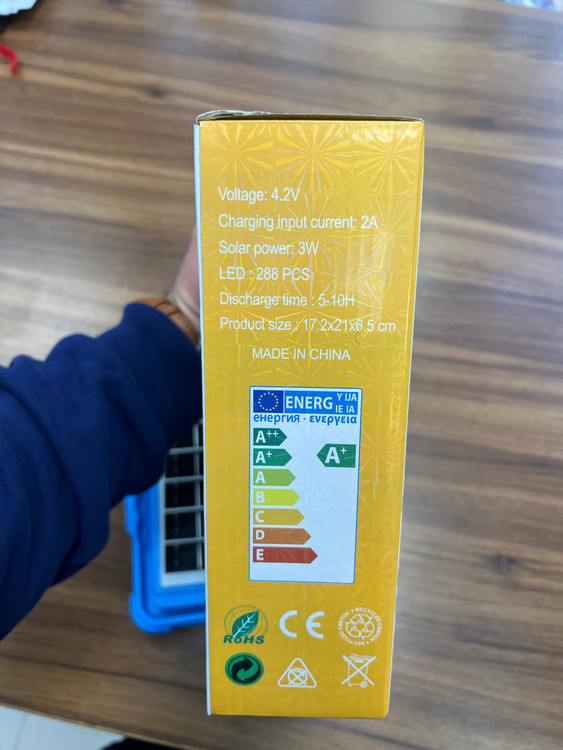 Voltage: 4.2V
Charging input current: 2A
Solar power: 3W
LED : 288 PCS
Discharge time : 5-10H
Product size : 17.2x21x6.5 cm
MADE IN CHINA
ENERG Y IJA
IE IA
енергия · ενεργεια
A++
A+
A+
A
B
C
D
E
RoHS
CE